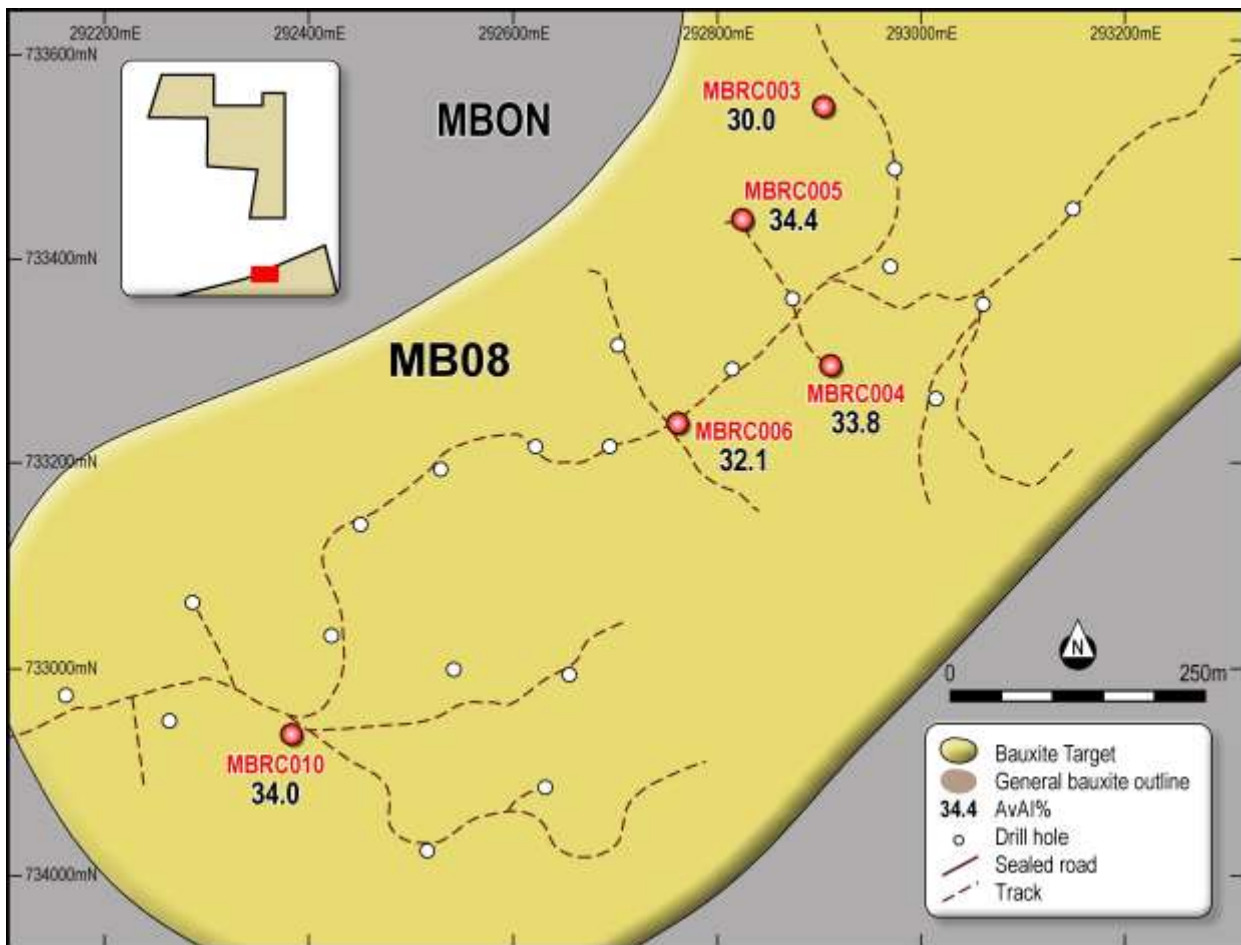 292200mE
292400mE
292600mE
292800mE
293000mE
293200mE
733600mN
MBRC003
30.0
MBON
MBRC005
34.4
733400mN
MB08
MBRC004
33.8
MBRC006
32.1
733200mN
733000mN
MBRC010
34.0
734000mN
N
0
250m
Bauxite Target
General bauxite outline
34.4 AvAl%
Drill hole
Sealed road
Track